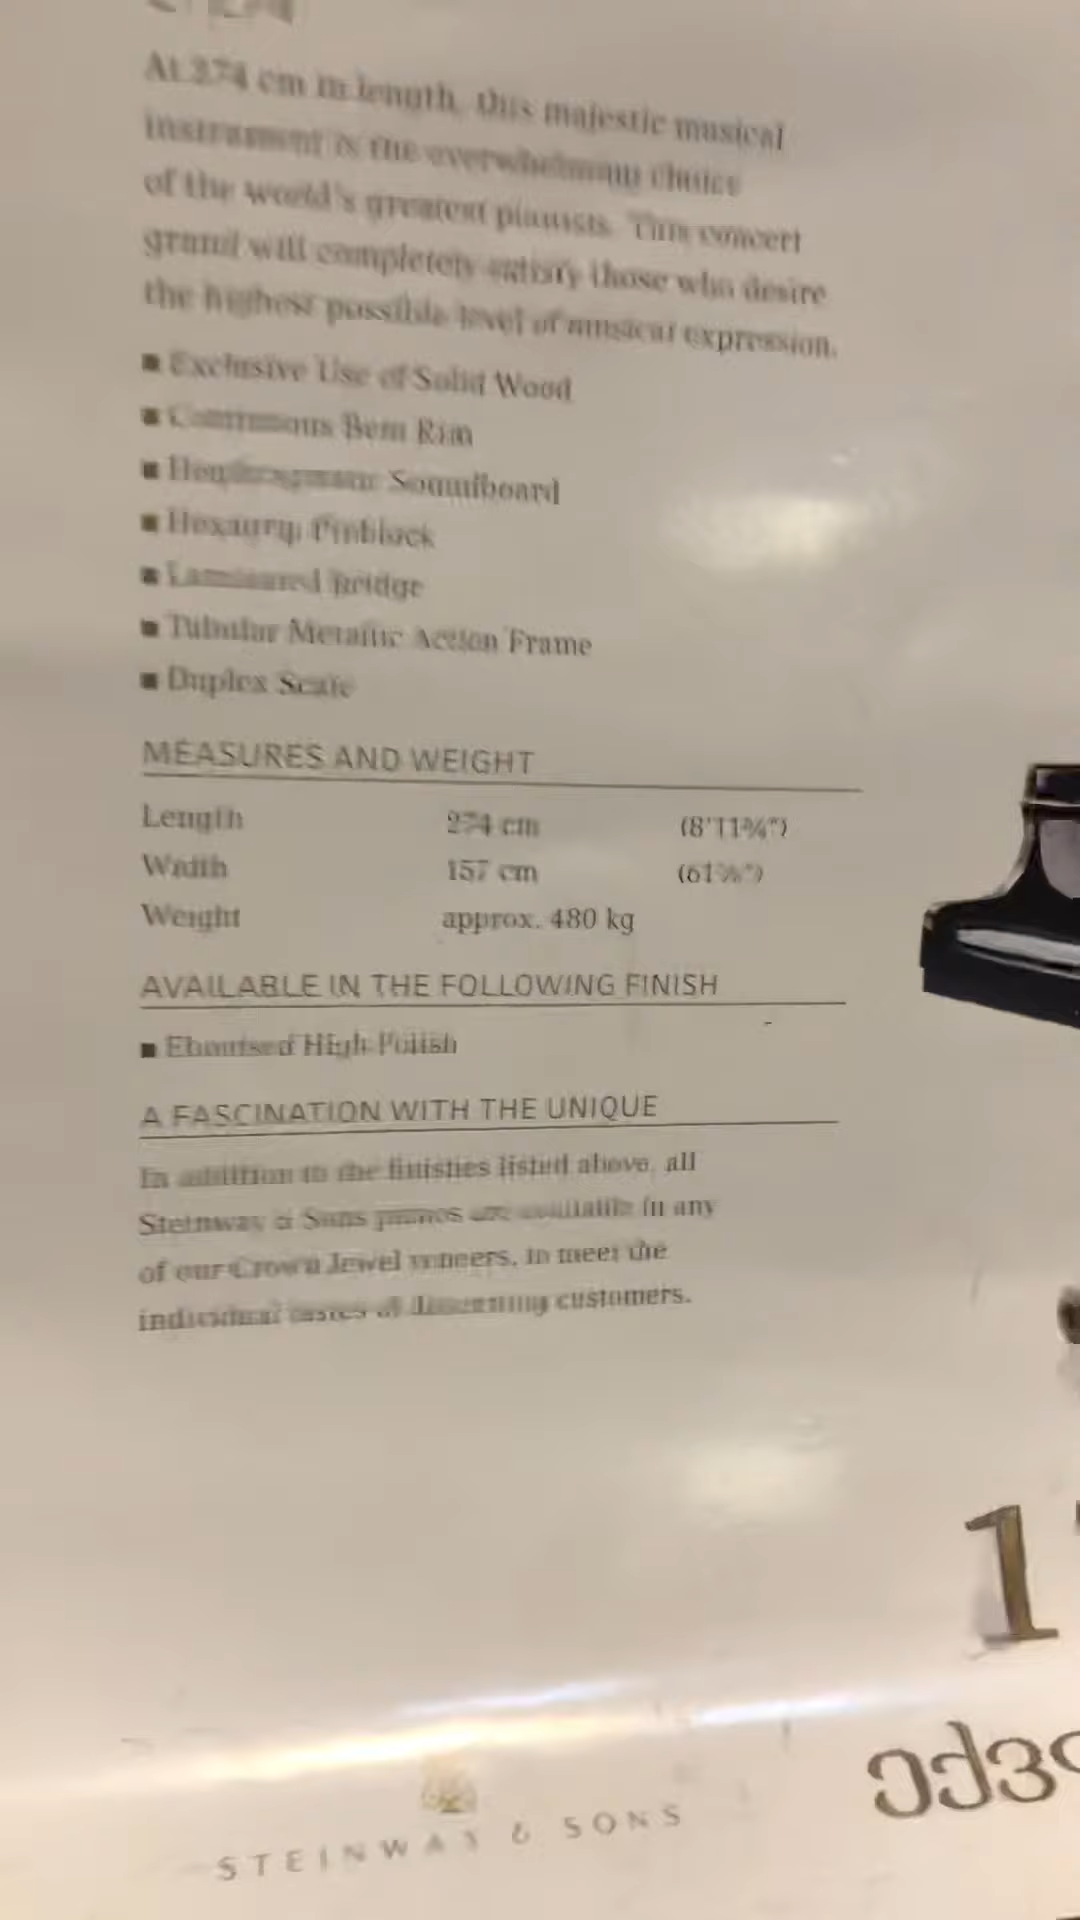 At 274 cm in length, this majestic musical
instrument is the overwhelming choice
of the world's greatest pianists. This concert
grand will completely satisfy those who desire
the highest possible level of musical expression.
■ Exclusive Use of Solid Wood
■ Continuous Bent Rim
■ Soundboard
■ Hexagrip Pinblock
■ Laminated Bridge
■ Tubular Metallic Action Frame
■ Duplex Scale
MEASURES AND WEIGHT
Length 274 cm (8'11¾")
Width 157 cm
Weight approx. 480 kg
AVAILABLE IN THE FOLLOWING FINISH
■ Ebonised High Polish
A FASCINATION WITH THE UNIQUE
In addition to the finishes listed above, all
Steinway & Sons pianos are available in any
of our Crown Jewel veneers, to meet the
individual tastes of discerning customers.
STEINWAY & SONS